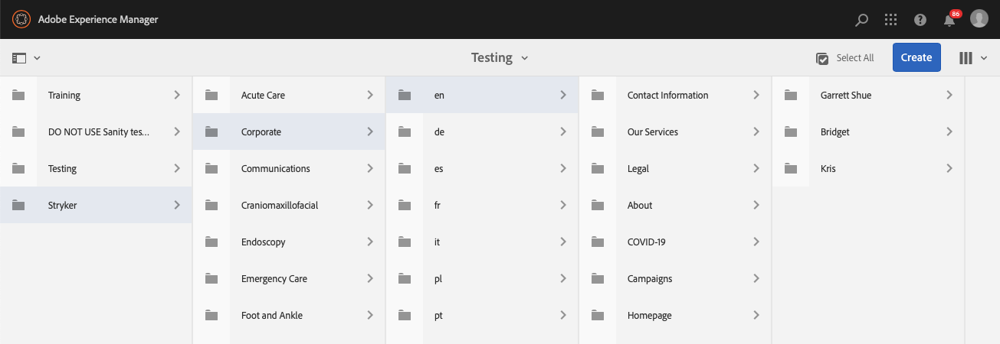 Adobe Experience Manager
86
Testing
Select All
Create
Training
DO NOT USE Sanity tes...
Testing
Stryker
Acute Care
Corporate
Communications
Craniomaxillofacial
Endoscopy
Emergency Care
Foot and Ankle
en
de
es
fr
it
pl
pt
Contact Information
Our Services
Legal
About
COVID-19
Campaigns
Homepage
Garrett Shue
Bridget
Kris